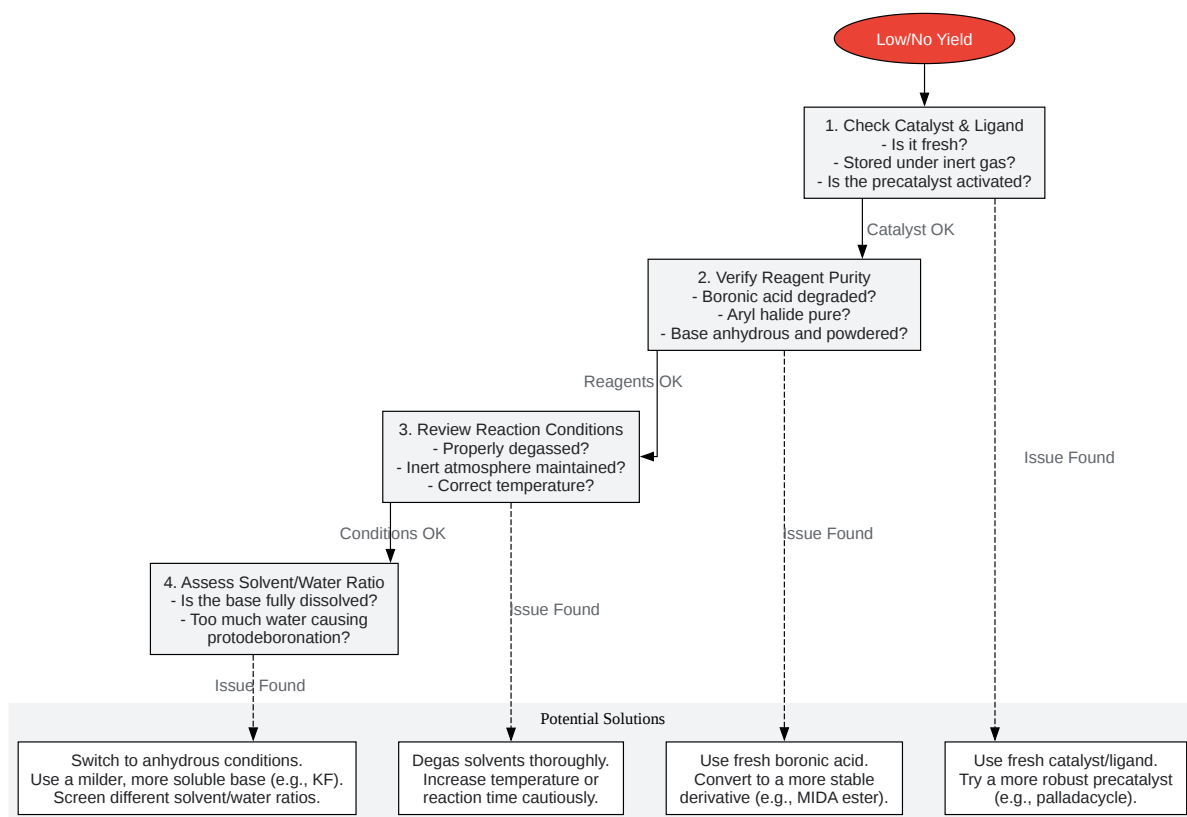 Low/No Yield
1. Check Catalyst & Ligand
- Is it fresh?
- Stored under inert gas?
- Is the precatalyst activated?
Catalyst OK
2. Verify Reagent Purity
- Boronic acid degraded?
- Aryl halide pure?
- Base anhydrous and powdered?
Reagents OK
3. Review Reaction Conditions
- Properly degassed?
- Inert atmosphere maintained?
- Correct temperature?
Issue Found
Conditions OK
Issue Found
4. Assess Solvent/Water Ratio
- Is the base fully dissolved?
- Too much water causing
protodeboronation?
Issue Found
Issue Found
Potential Solutions
Switch to anhydrous conditions.
Use a milder, more soluble base (e.g., KF).
Screen different solvent/water ratios.
Degas solvents thoroughly.
Increase temperature or
reaction time cautiously.
Use fresh boronic acid.
Convert to a more stable
derivative (e.g., MIDA ester).
Use fresh catalyst/ligand.
Try a more robust precatalyst
(e.g., palladacycle).